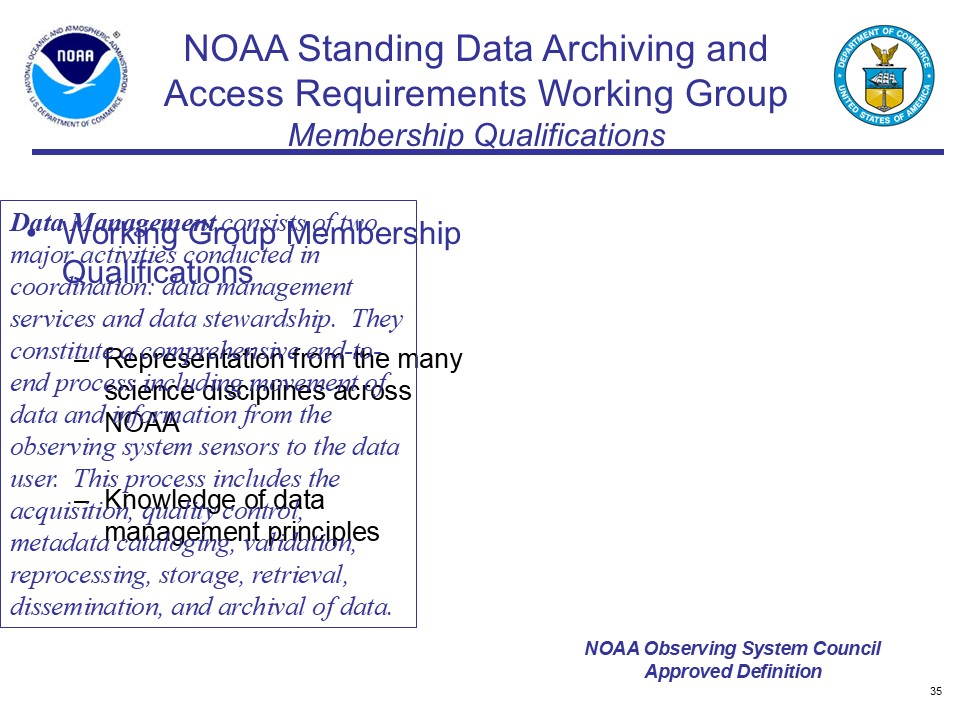 NOAA Standing Data Archiving and
Access Requirements Working Group
Membership Qualifications
NATIONAL OCEANIC AND ATMOSPHERIC ADMINISTRATION
NOAA
U.S. DEPARTMENT OF COMMERCE
®
DEPARTMENT OF COMMERCE
UNITED STATES OF AMERICA
• Working Group Membership
Qualifications
– Representation from the many
science disciplines across
NOAA
– Knowledge of data
management principles
Data Management consists of two
major activities conducted in
coordination: data management
services and data stewardship.  They
constitute a comprehensive end-to-
end process including movement of
data and information from the
observing system sensors to the data
user.  This process includes the
acquisition, quality control,
metadata cataloging, validation,
reprocessing, storage, retrieval,
dissemination, and archival of data.
NOAA Observing System Council
Approved Definition
35